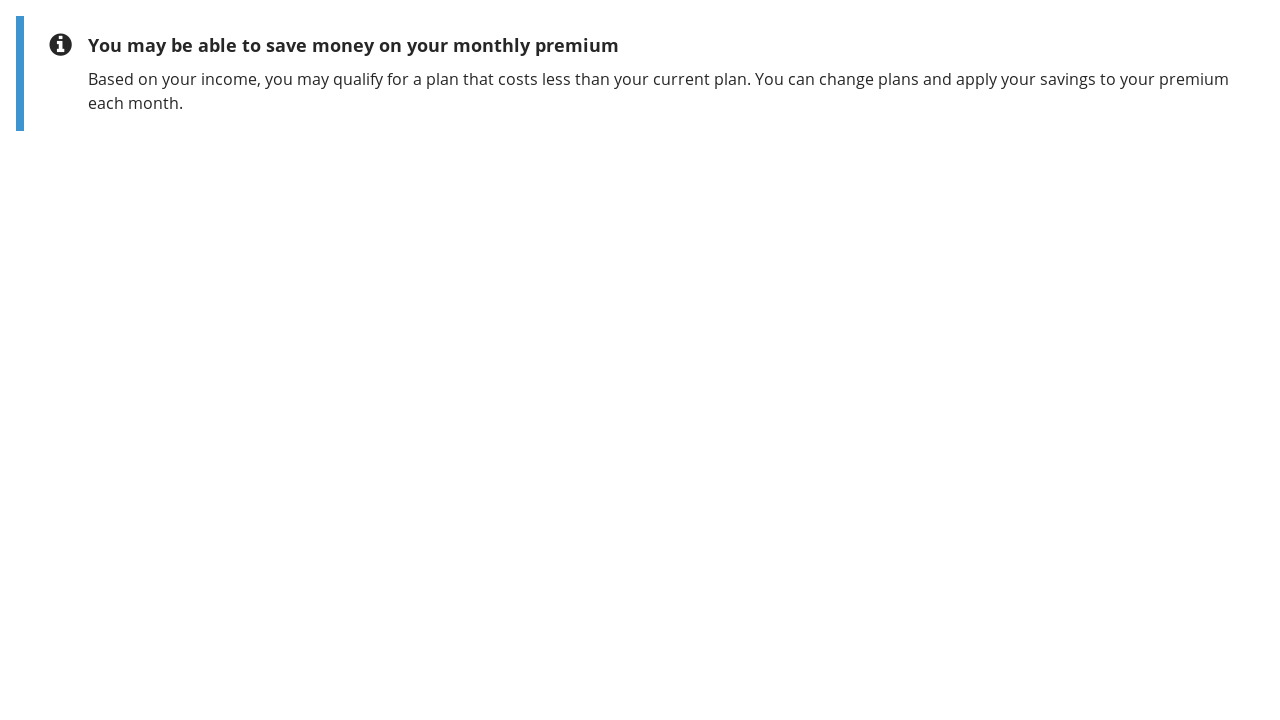 You may be able to save money on your monthly premium
Based on your income, you may qualify for a plan that costs less than your current plan. You can change plans and apply your savings to your premium
each month.